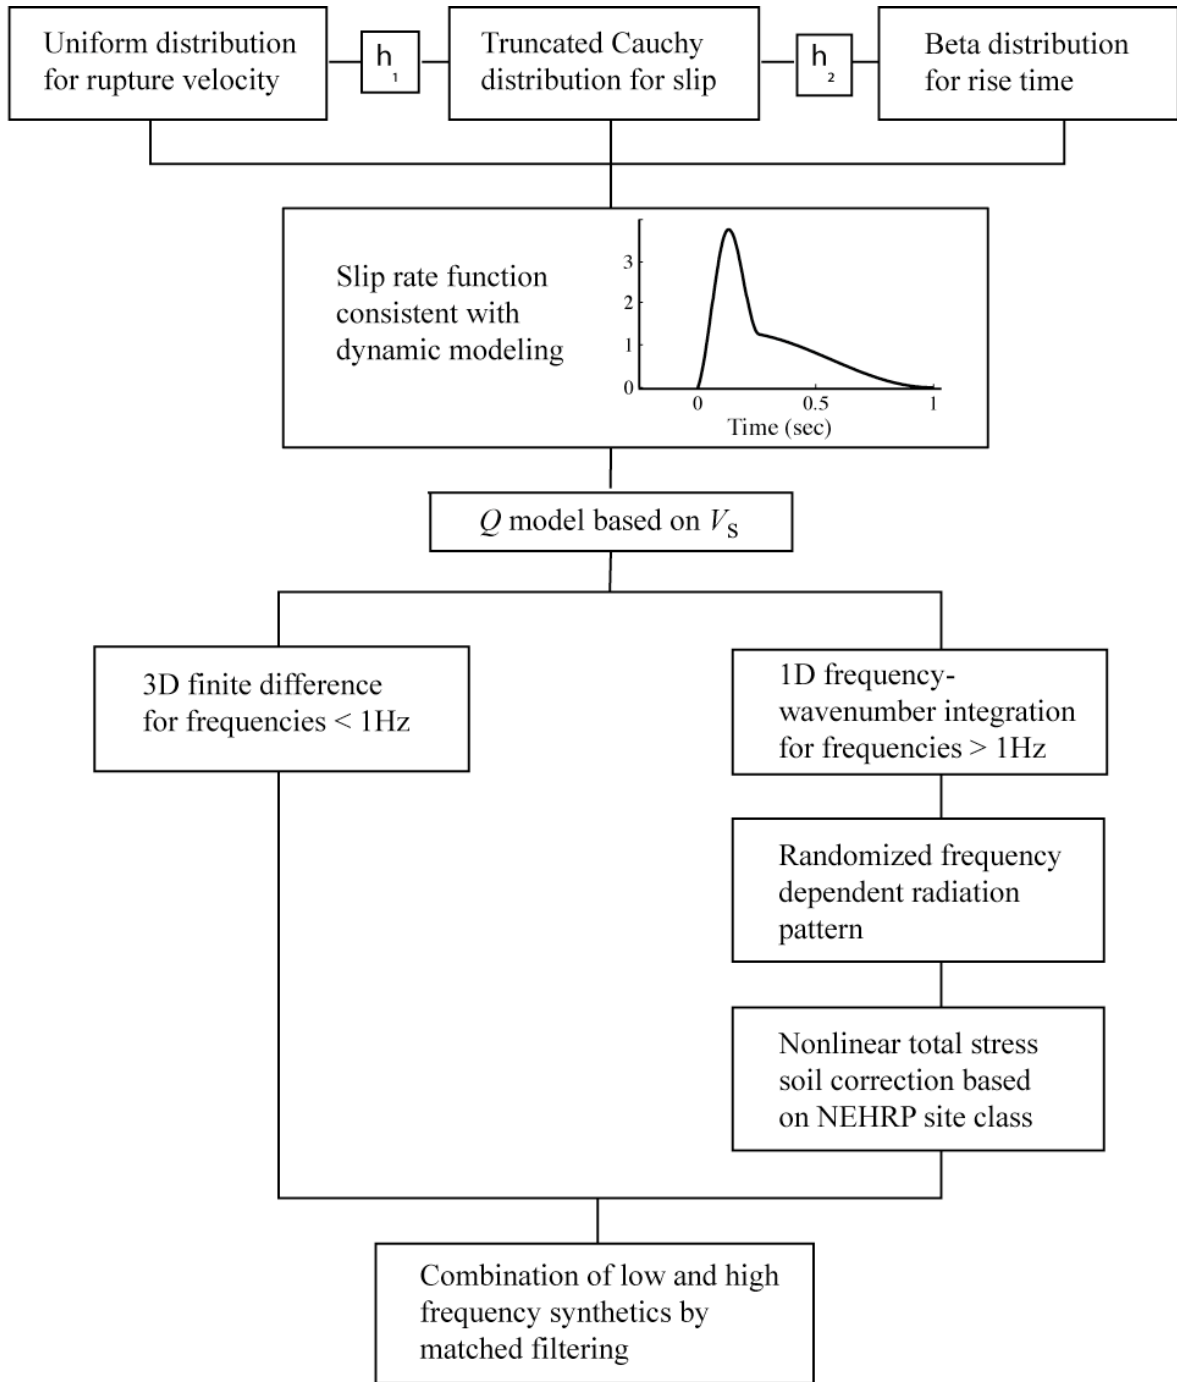 Uniform distribution
for rupture velocity
h₁
Truncated Cauchy
distribution for slip
h₂
Beta distribution
for rise time
Slip rate function
consistent with
dynamic modeling
3
2
1
0
0 0.5 1
Time (sec)
Q model based on Vs
3D finite difference
for frequencies < 1Hz
1D frequency-
wavenumber integration
for frequencies > 1Hz
Randomized frequency
dependent radiation
pattern
Nonlinear total stress
soil correction based
on NEHRP site class
Combination of low and high
frequency synthetics by
matched filtering